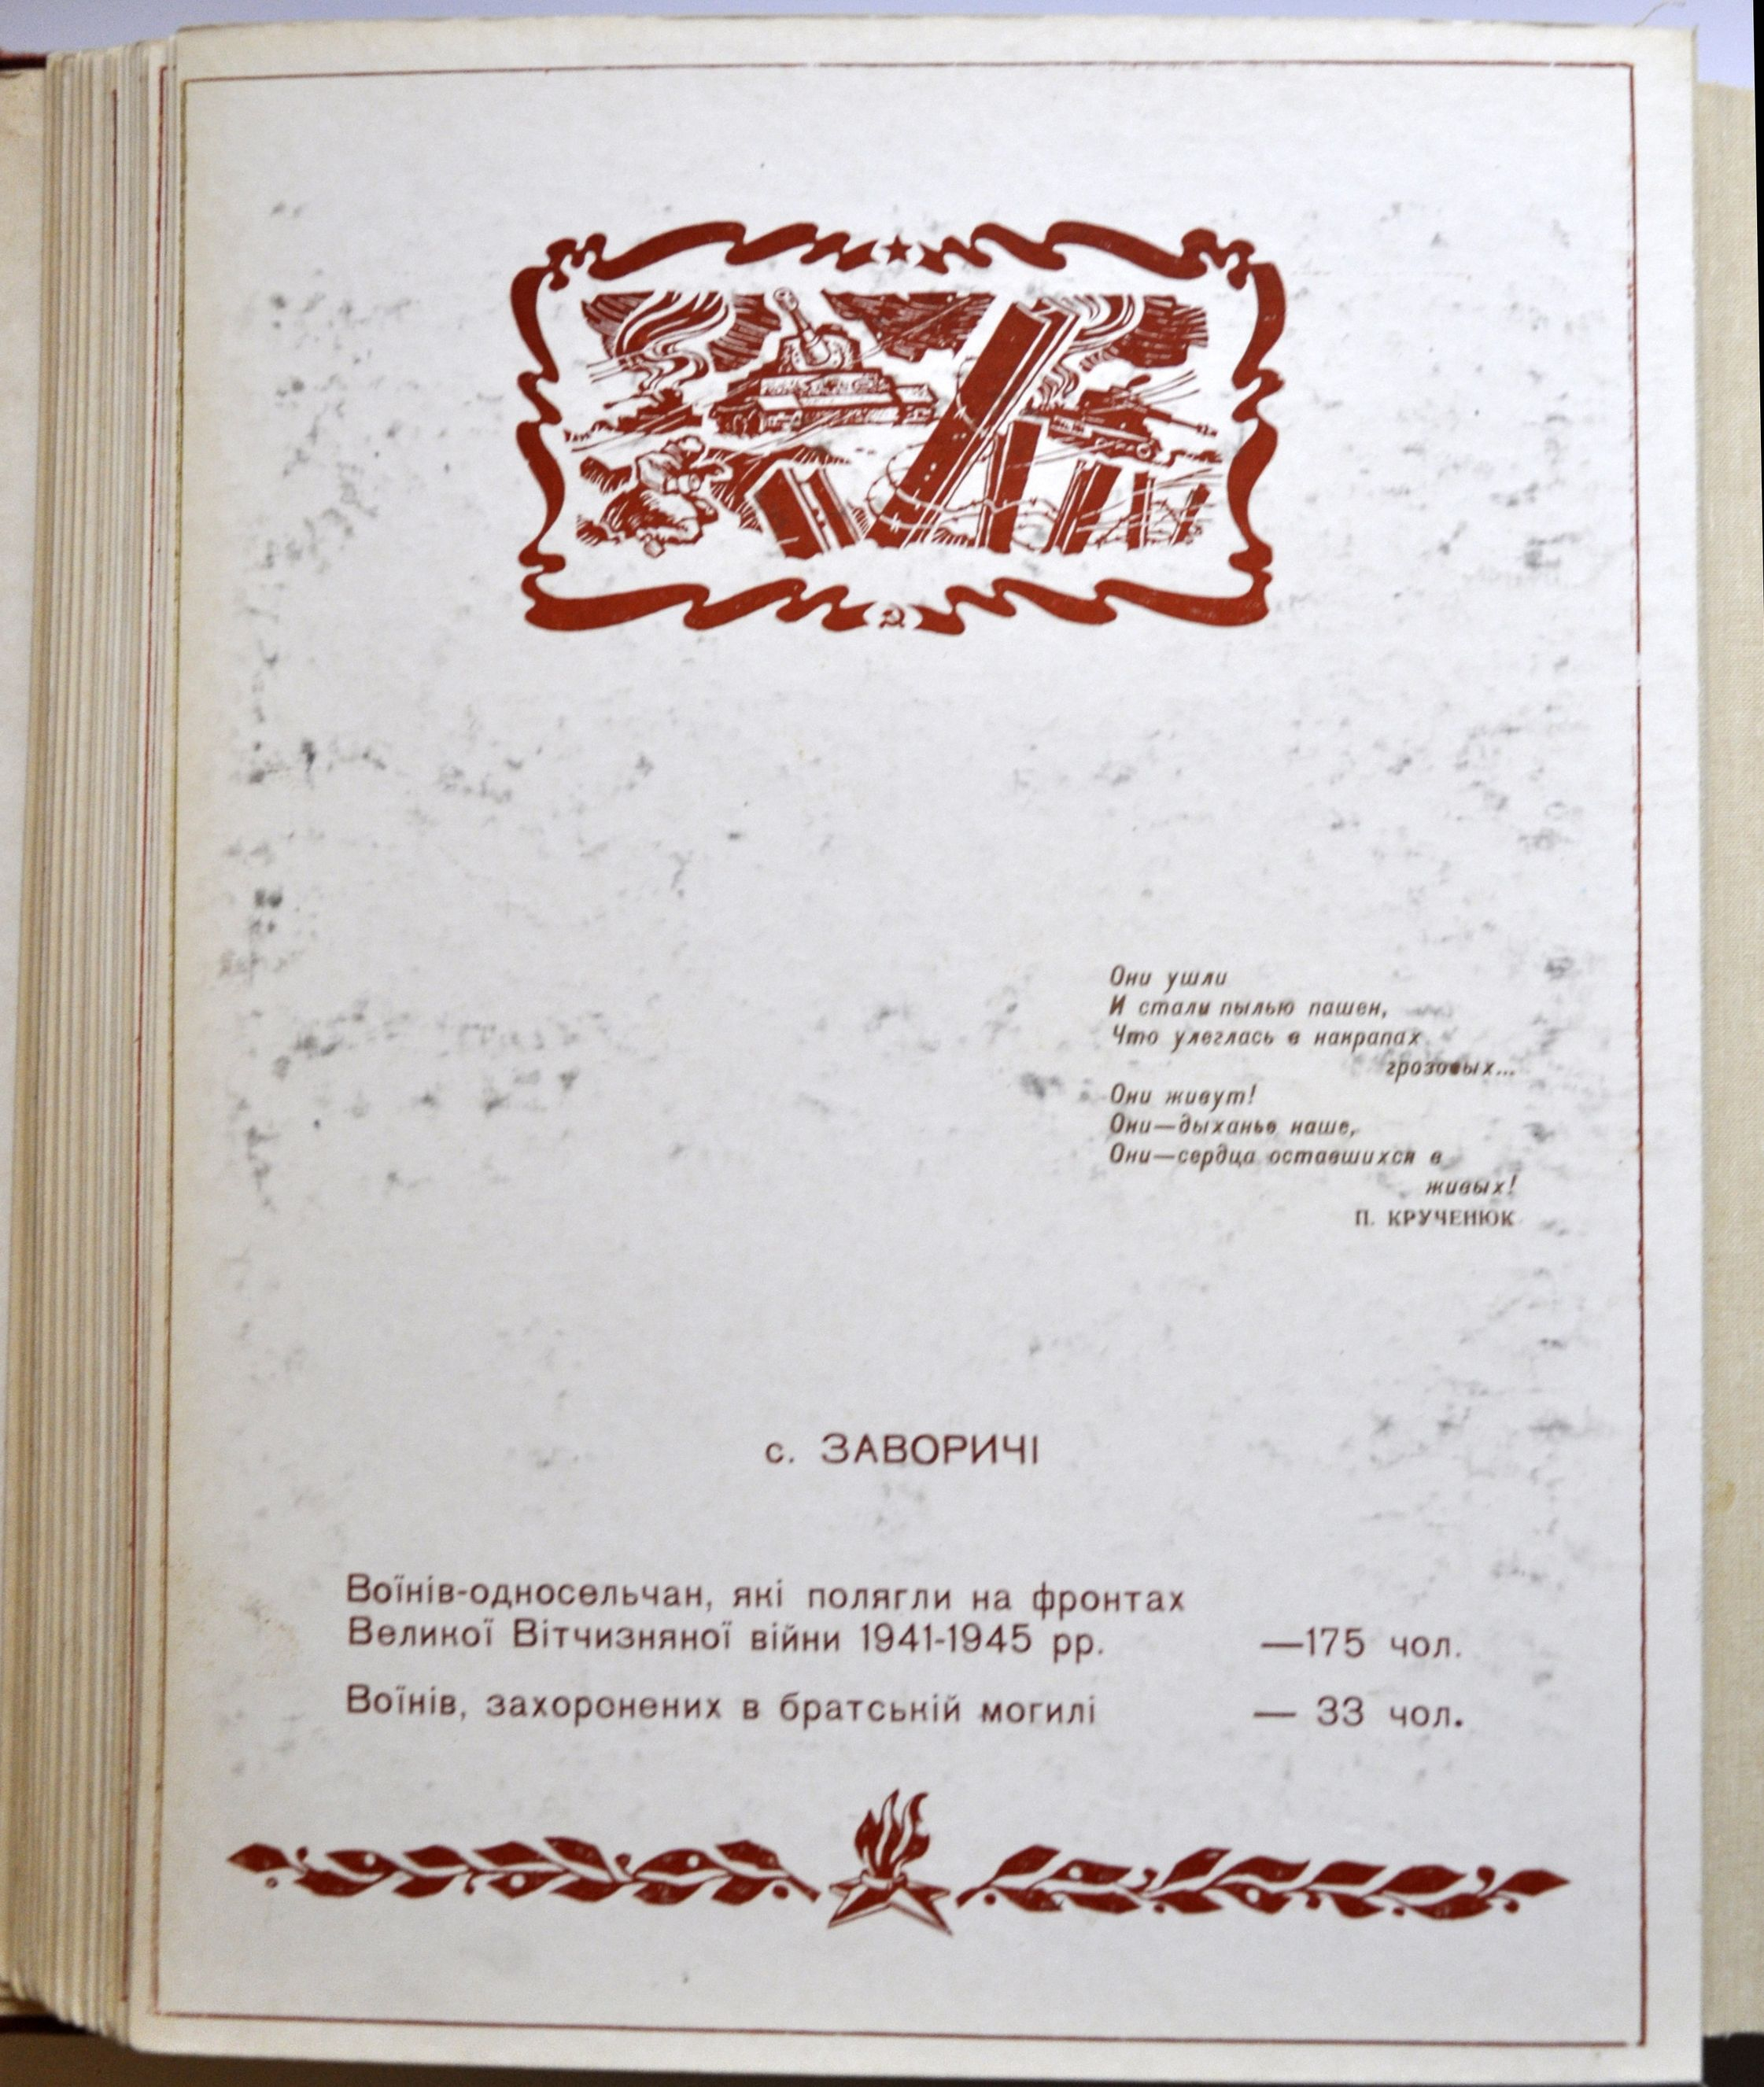 Они ушли
И стали пылью пашен,
Что улеглась в накрапах
грозовых...
Они живут!
Они—дыханье наше,
Они—сердца оставшихся в
живых!
П. КРУЧЕНЮК
с. ЗАВОРИЧІ
Воїнів-односельчан, які полягли на фронтах
Великої Вітчизняної війни 1941-1945 рр. —175 чол.
Воїнів, захоронених в братській могилі — 33 чол.